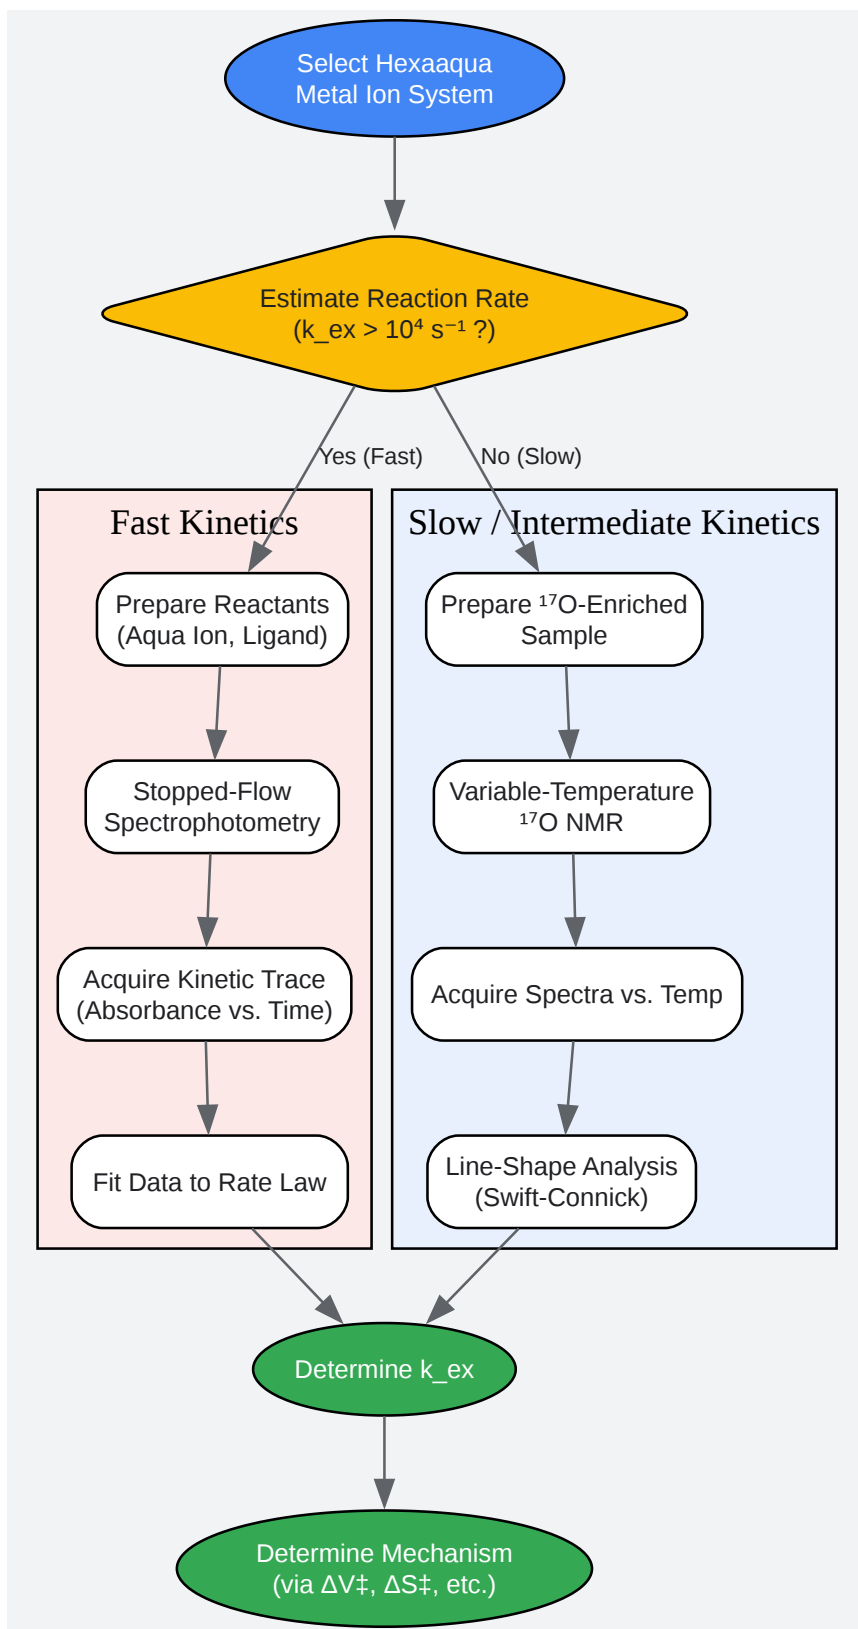 Select Hexaaqua
Metal Ion System
Estimate Reaction Rate
(k_ex > 10⁴ s⁻¹ ?)
Yes (Fast)
No (Slow)
Fast Kinetics
Prepare Reactants
(Aqua Ion, Ligand)
Stopped-Flow
Spectrophotometry
Acquire Kinetic Trace
(Absorbance vs. Time)
Fit Data to Rate Law
Slow / Intermediate Kinetics
Prepare ¹⁷O-Enriched
Sample
Variable-Temperature
¹⁷O NMR
Acquire Spectra vs. Temp
Line-Shape Analysis
(Swift-Connick)
Determine k_ex
Determine Mechanism
(via ΔV‡, ΔS‡, etc.)